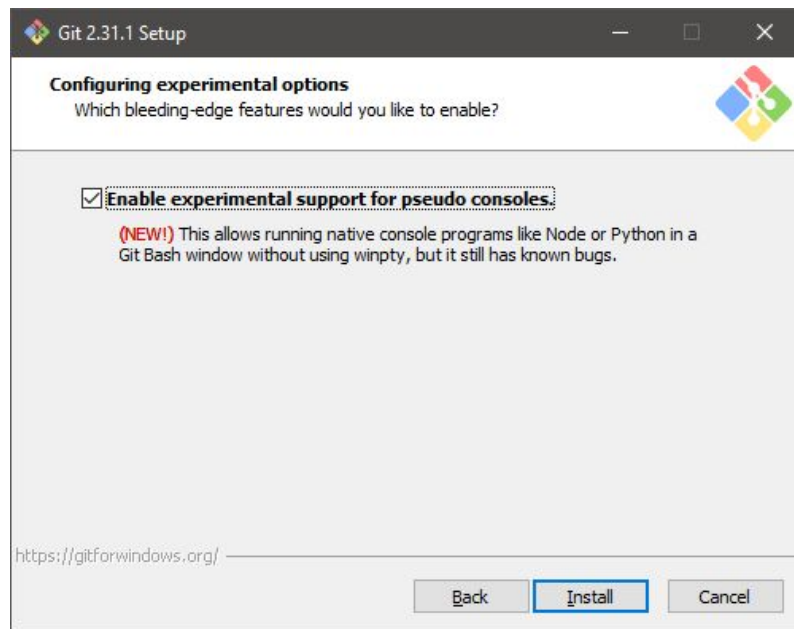 Git 2.31.1 Setup
Configuring experimental options
Which bleeding-edge features would you like to enable?
Enable experimental support for pseudo consoles.
(NEW!) This allows running native console programs like Node or Python in a
Git Bash window without using winpty, but it still has known bugs.
https://gitforwindows.org/
Back Install Cancel